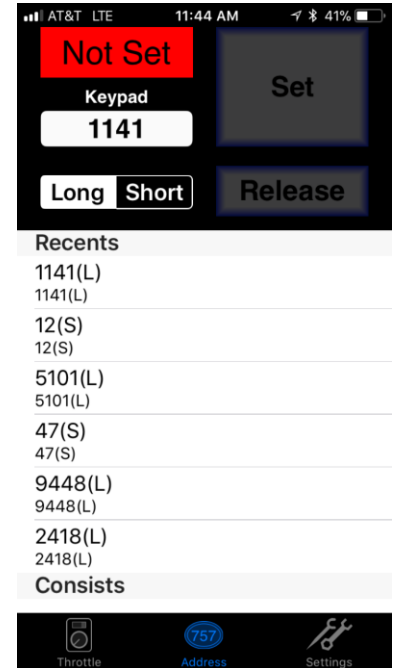 AT&T LTE 11:44 AM 41%
Not Set
Set
Keypad
1141
Long Short
Release
Recents
1141(L)
1141(L)
12(S)
12(S)
5101(L)
5101(L)
47(S)
47(S)
9448(L)
9448(L)
2418(L)
2418(L)
Consists
757
Throttle Address Settings